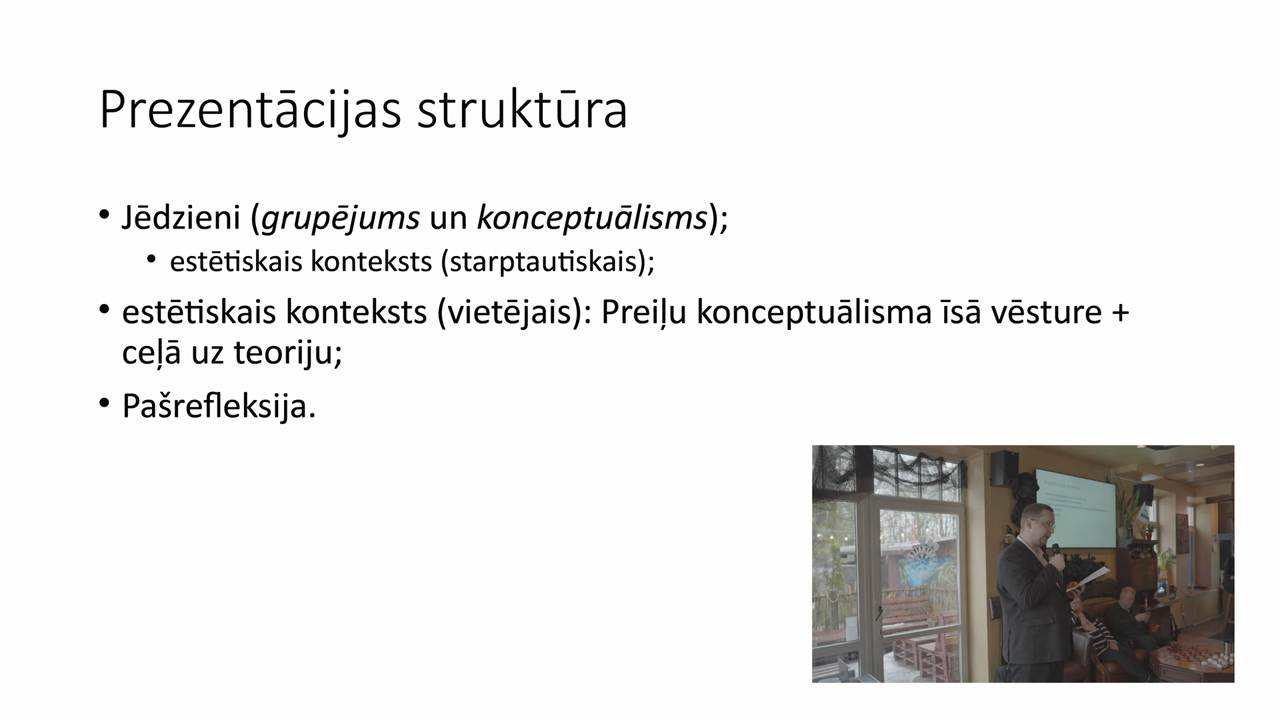 Prezentācijas struktūra
• Jēdzieni (grupējums un konceptuālisms);
• estētiskais konteksts (starptautiskais);
• estētiskais konteksts (vietējais): Preiļu konceptuālisma īsā vēsture +
ceļā uz teoriju;
• Pašrefleksija.